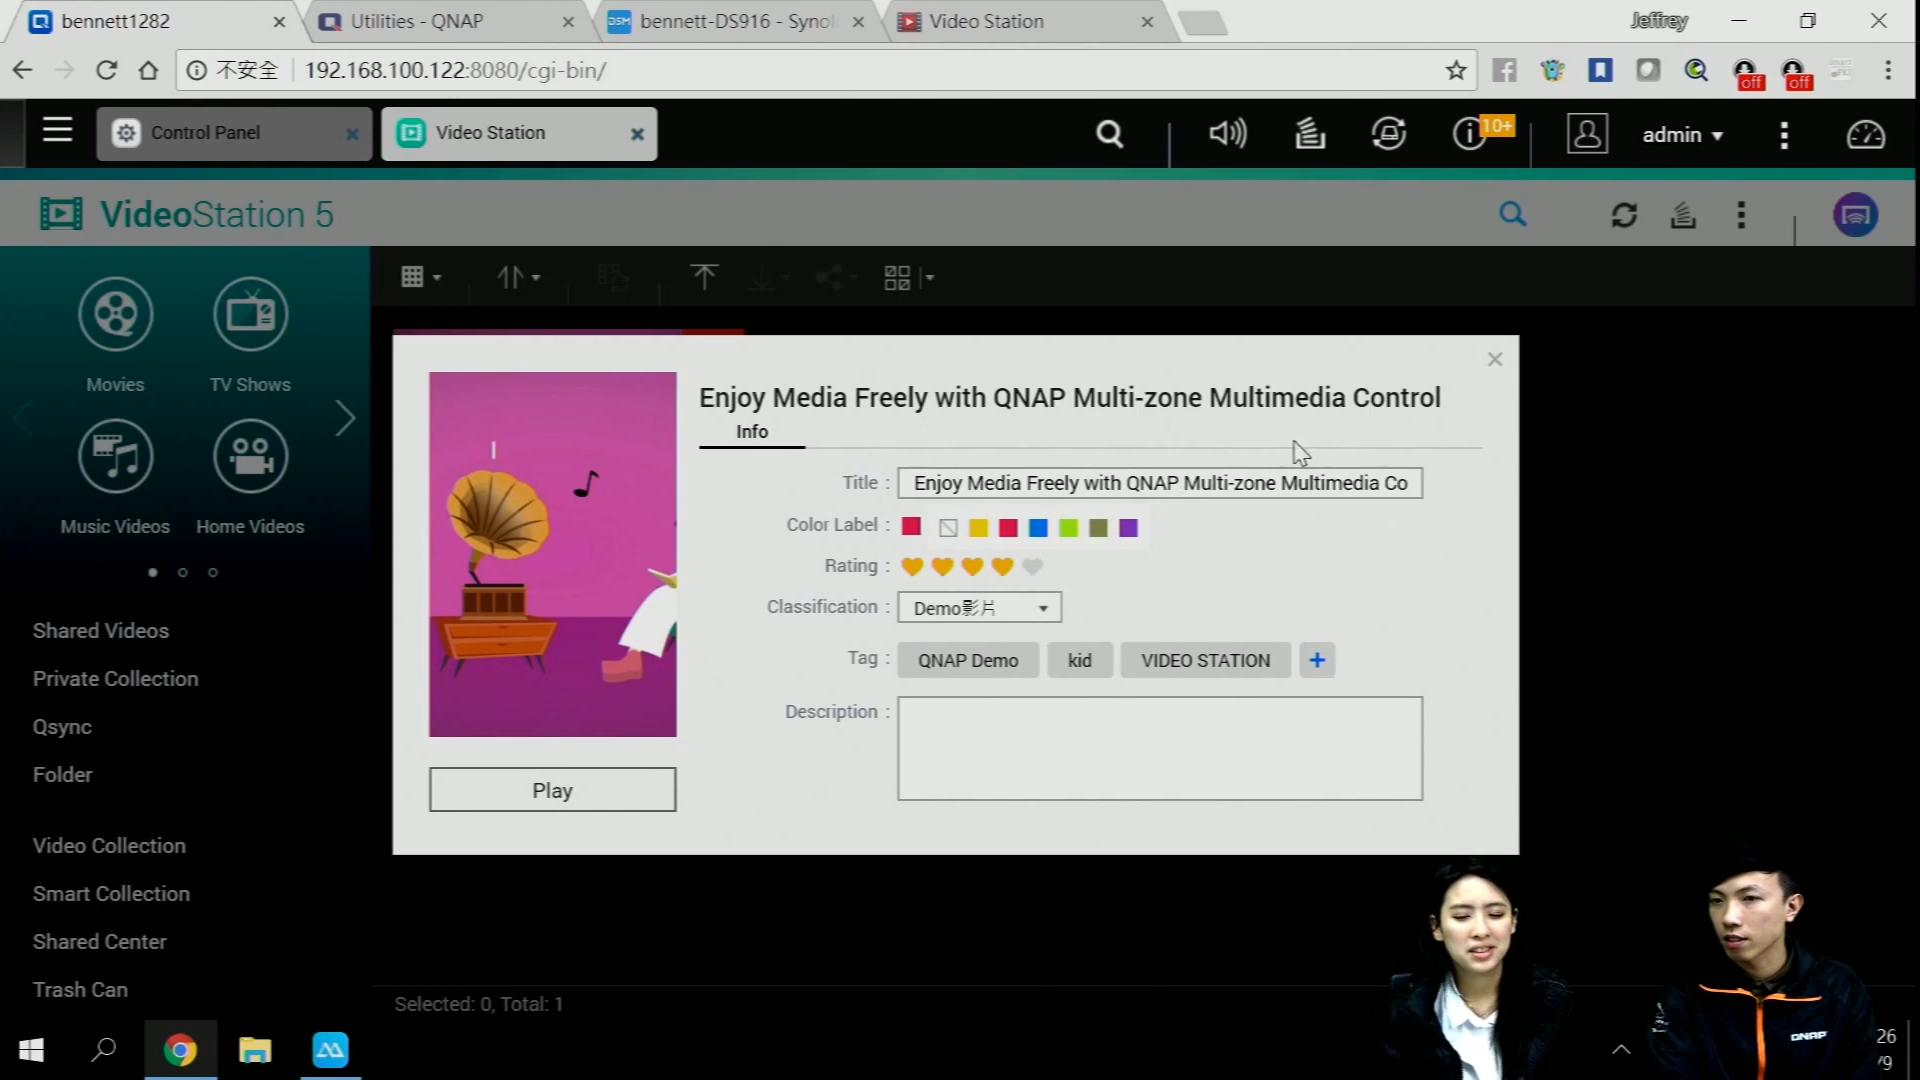 bennett1282
Utilities - QNAP
bennett-DS916 - Syno
Video Station
Jeffrey
不安全
192.168.100.122:8080/cgi-bin/
off
off
Control Panel
Video Station
10+
admin
VideoStation 5
Movies
TV Shows
Music Videos
Home Videos
Shared Videos
Private Collection
Qsync
Folder
Video Collection
Smart Collection
Shared Center
Trash Can
Enjoy Media Freely with QNAP Multi-zone Multimedia Control
Info
Title :
Enjoy Media Freely with QNAP Multi-zone Multimedia Co
Color Label :
Rating :
Classification :
Demo影片
Tag :
QNAP Demo
kid
VIDEO STATION
Description :
Play
Selected: 0, Total: 1
QNAP
26
/9